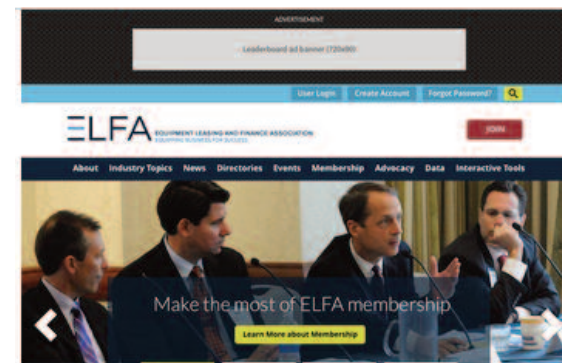 ADVERTISEMENT
Leaderboard ad banner (720x90)
User Login Create Account Forgot Password?
ELFA EQUIPMENT LEASING AND FINANCE ASSOCIATION
EQUIPPING BUSINESS FOR SUCCESS
JOIN
About Industry Topics News Directories Events Membership Advocacy Data Interactive Tools
Make the most of ELFA membership
Learn More about Membership